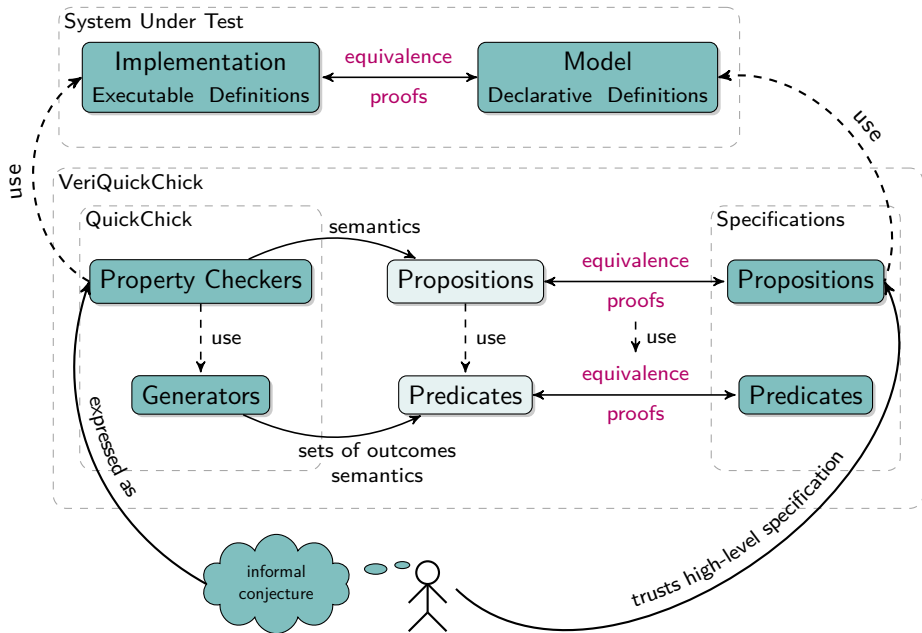 System Under Test
Implementation
Executable Definitions
equivalence
proofs
Model
Declarative Definitions
use
use
VeriQuickChick
QuickChick
semantics
Specifications
Property Checkers
Propositions
equivalence
proofs
Propositions
use
use
use
Generators
Predicates
equivalence
proofs
Predicates
sets of outcomes
semantics
expressed as
trusts high-level specification
informal
conjecture